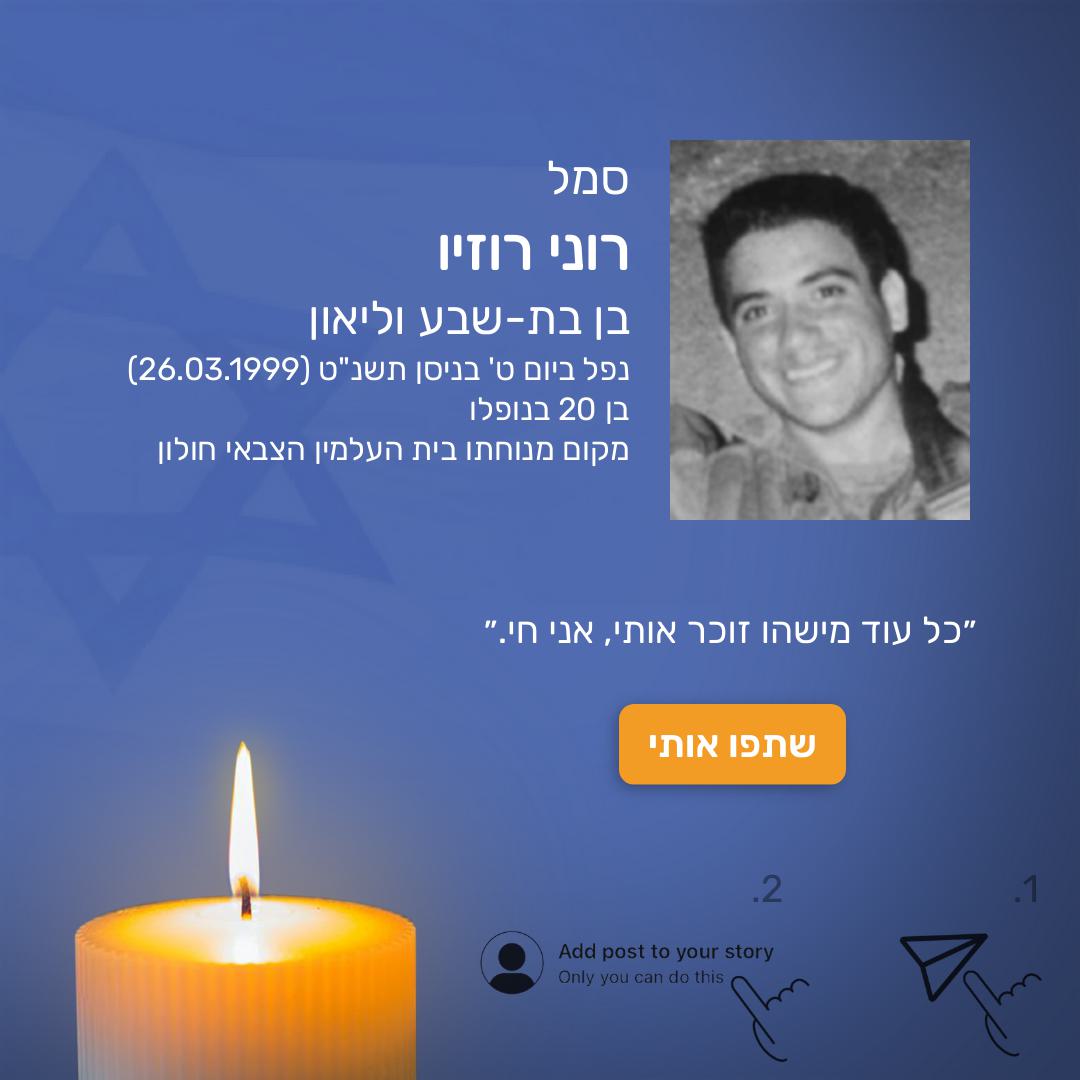 סמל
רוני רוזיו
בן בת-שבע וליאון
נפל ביום ט' בניסן תשנ"ט (26.03.1999)
בן 20 בנופלו
מקום מנוחתו בית העלמין הצבאי חולון
״כל עוד מישהו זוכר אותי, אני חי.״
שתפו אותי
.1
.2
Add post to your story
Only you can do this